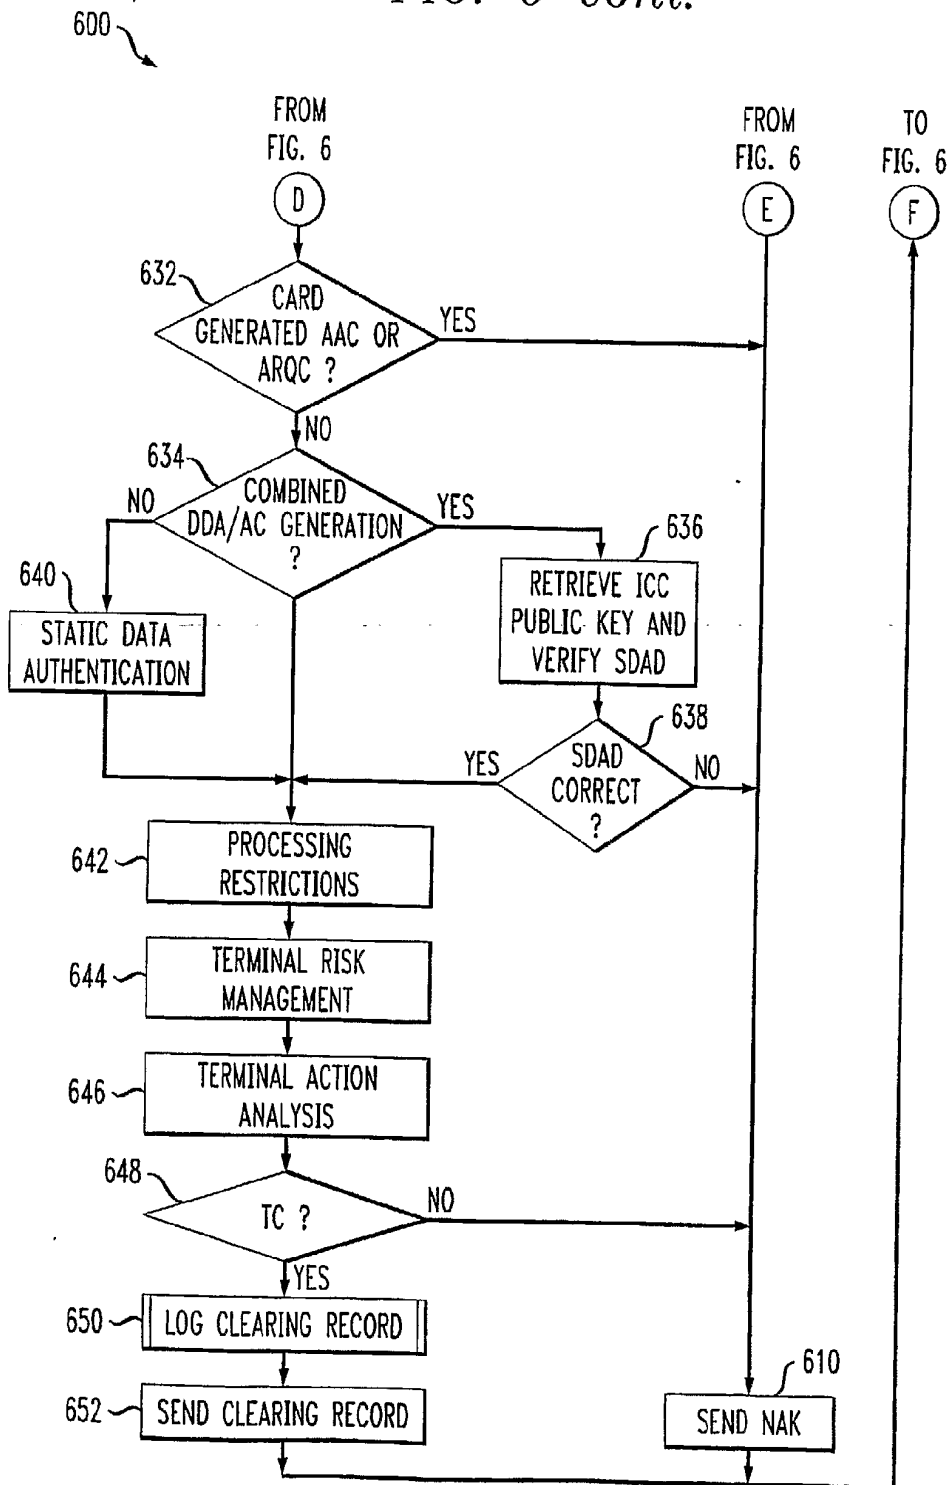 FIG. 6 cont.
600
FROM
FIG. 6
D
FROM
FIG. 6
E
TO
FIG. 6
F
632
CARD
GENERATED AAC OR
ARQC ?
YES
NO
634
COMBINED
DDA/AC GENERATION
?
NO
YES
636
RETRIEVE ICC
PUBLIC KEY AND
VERIFY SDAD
640
STATIC DATA
AUTHENTICATION
638
SDAD
CORRECT
?
YES
NO
642
PROCESSING
RESTRICTIONS
644
TERMINAL RISK
MANAGEMENT
646
TERMINAL ACTION
ANALYSIS
648
TC ?
NO
YES
650
LOG CLEARING RECORD
652
SEND CLEARING RECORD
610
SEND NAK